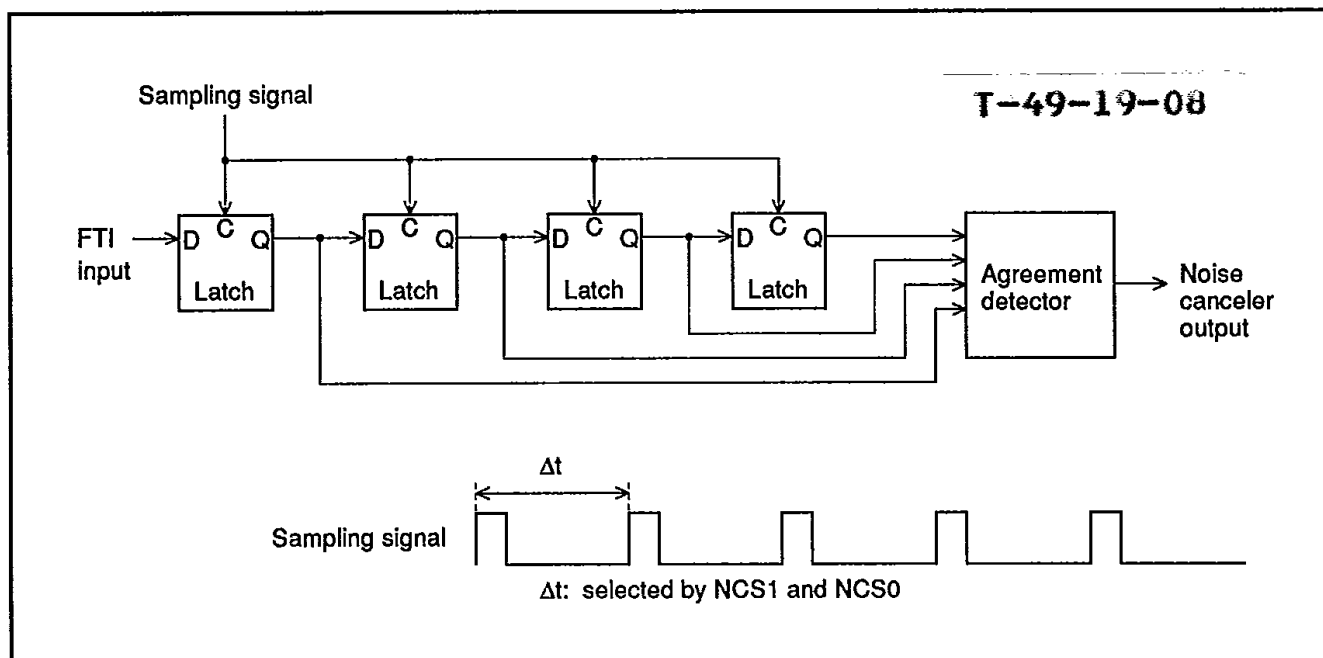 Sampling signal
T-49-19-08
FTI
input
D C Q
Latch
D C Q
Latch
D C Q
Latch
D C Q
Latch
Agreement
detector
Noise
canceler
output
Δt
Sampling signal
Δt: selected by NCS1 and NCS0